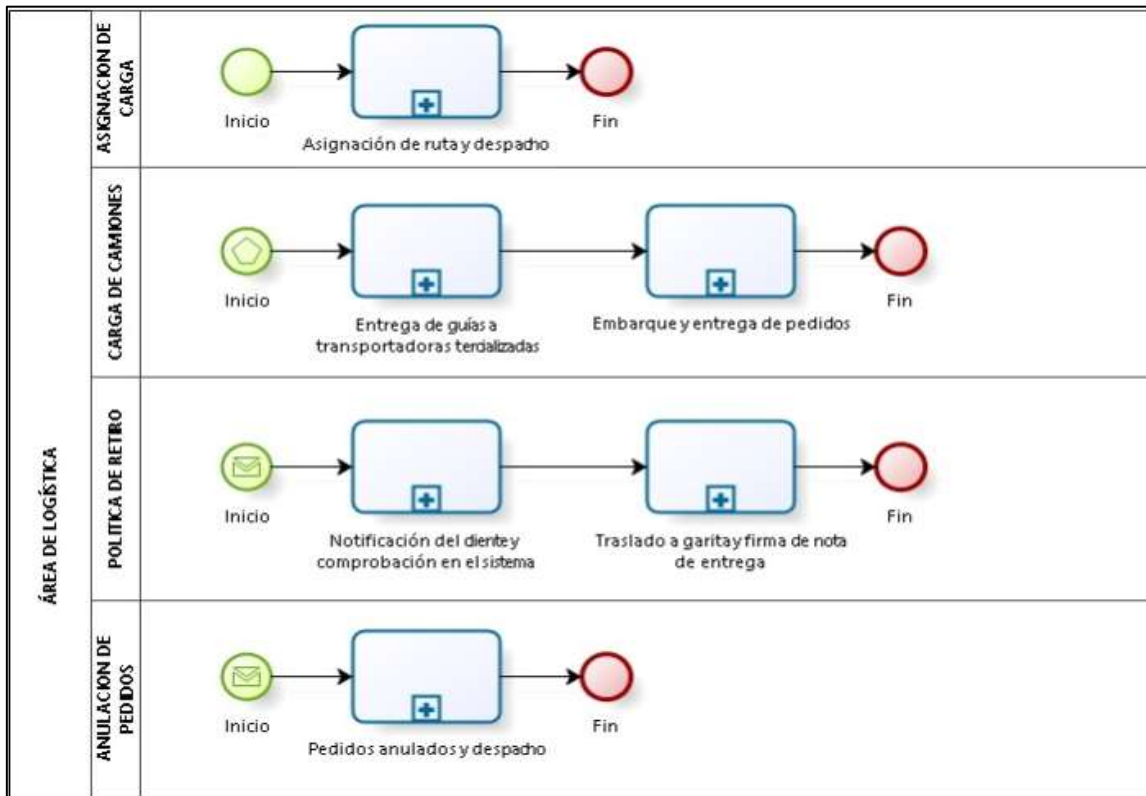 ÁREA DE LOGÍSTICA
ASIGNACION DE
CARGA
Inicio
Asignación de ruta y despacho
Fin
CARGA DE CAMIONES
Inicio
Entrega de guías a
transportadoras tercializadas
Embarque y entrega de pedidos
Fin
POLITICA DE RETIRO
Inicio
Notificación del cliente y
comprobación en el sistema
Traslado a garita y firma de nota
de entrega
Fin
ANULACION DE
PEDIDOS
Inicio
Pedidos anulados y despacho
Fin